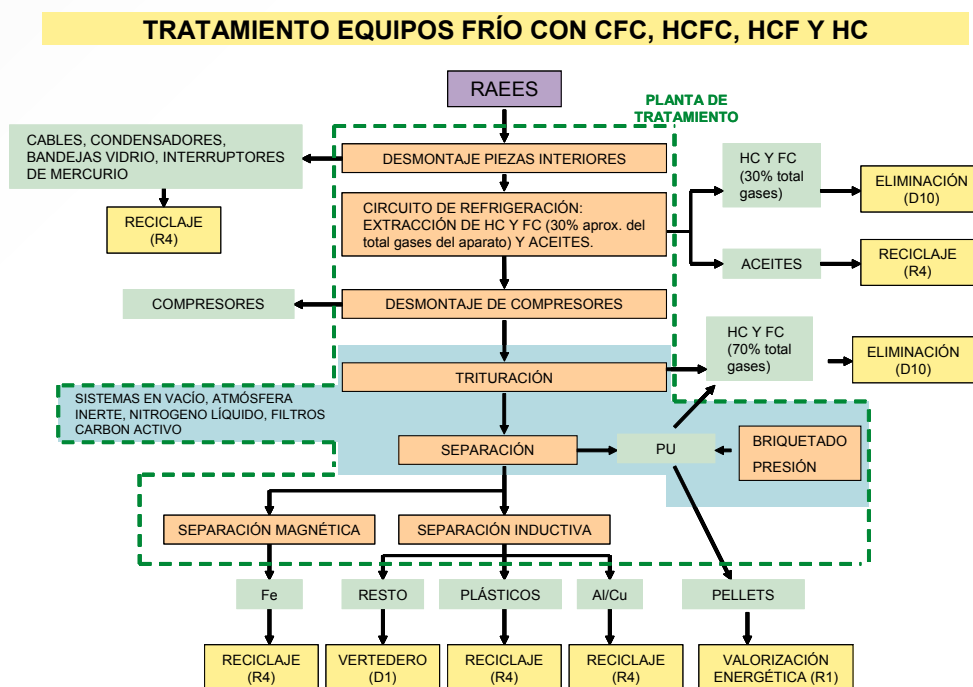 TRATAMIENTO EQUIPOS FRÍO CON CFC, HCFC, HCF Y HC
RAEES
PLANTA DE
TRATAMIENTO
CABLES, CONDENSADORES,
BANDEJAS VIDRIO, INTERRUPTORES
DE MERCURIO
DESMONTAJE PIEZAS INTERIORES
HC Y FC
(30% total
gases)
ELIMINACIÓN
(D10)
RECICLAJE
(R4)
CIRCUITO DE REFRIGERACIÓN:
EXTRACCIÓN DE HC Y FC (30% aprox. del
total gases del aparato) Y ACEITES.
ACEITES
RECICLAJE
(R4)
COMPRESORES
DESMONTAJE DE COMPRESORES
HC Y FC
(70% total
gases)
ELIMINACIÓN
(D10)
TRITURACIÓN
SISTEMAS EN VACÍO, ATMÓSFERA
INERTE, NITROGENO LÍQUIDO, FILTROS
CARBON ACTIVO
SEPARACIÓN
PU
BRIQUETADO
PRESIÓN
SEPARACIÓN MAGNÉTICA
SEPARACIÓN INDUCTIVA
Fe
RESTO
PLÁSTICOS
Al/Cu
PELLETS
RECICLAJE
(R4)
VERTEDERO
(D1)
RECICLAJE
(R4)
RECICLAJE
(R4)
VALORIZACIÓN
ENERGÉTICA (R1)